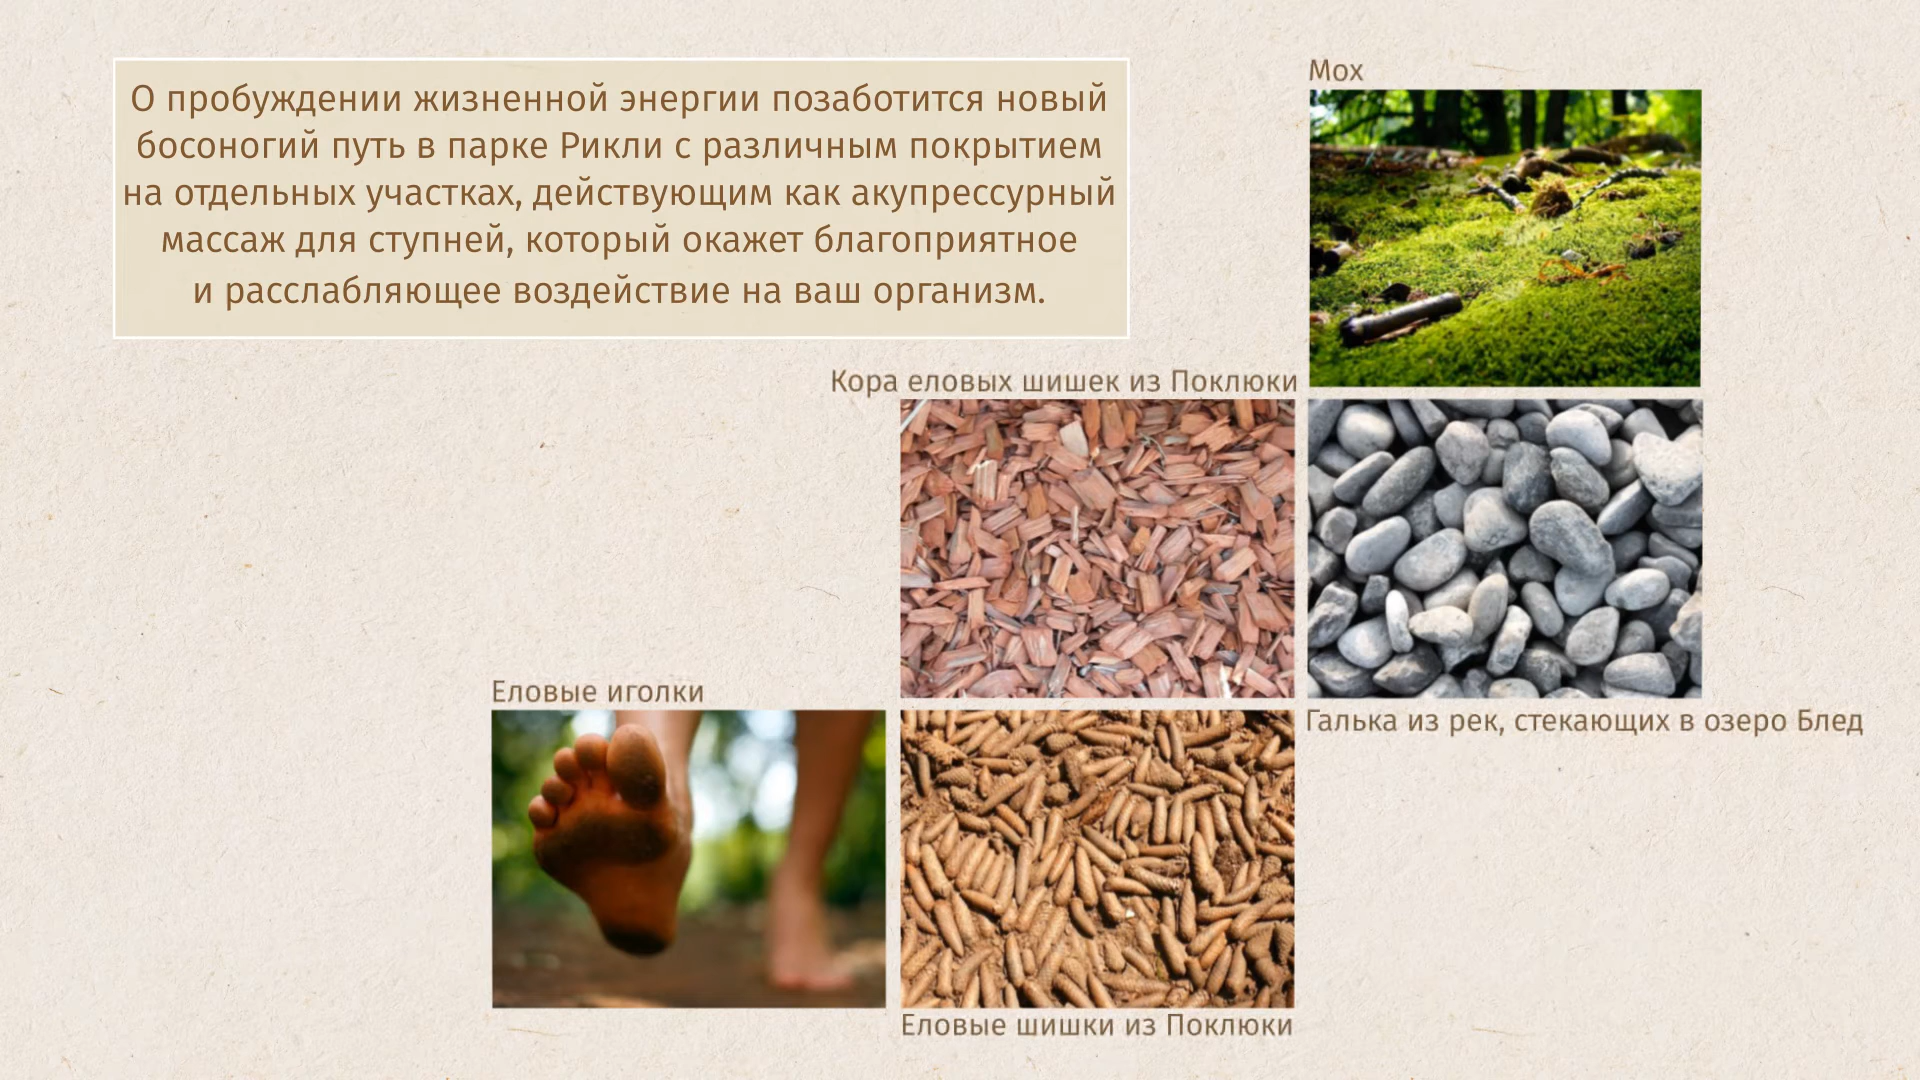 О пробуждении жизненной энергии позаботится новый
босоногий путь в парке Рикли с различным покрытием
на отдельных участках, действующим как акупрессурный
массаж для ступней, который окажет благоприятное
и расслабляющее воздействие на ваш организм.
Мох
Кора еловых шишек из Поклюки
Еловые иголки
Галька из рек, стекающих в озеро Блед
Еловые шишки из Поклюки